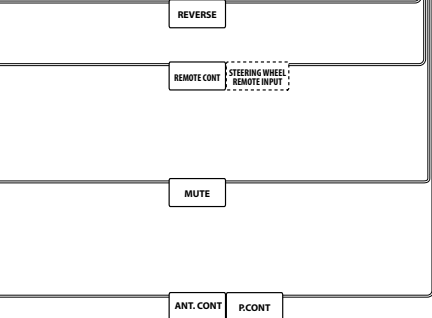 REVERSE
REMOTE CONT
STEERING WHEEL
REMOTE INPUT
MUTE
ANT. CONT
P.CONT